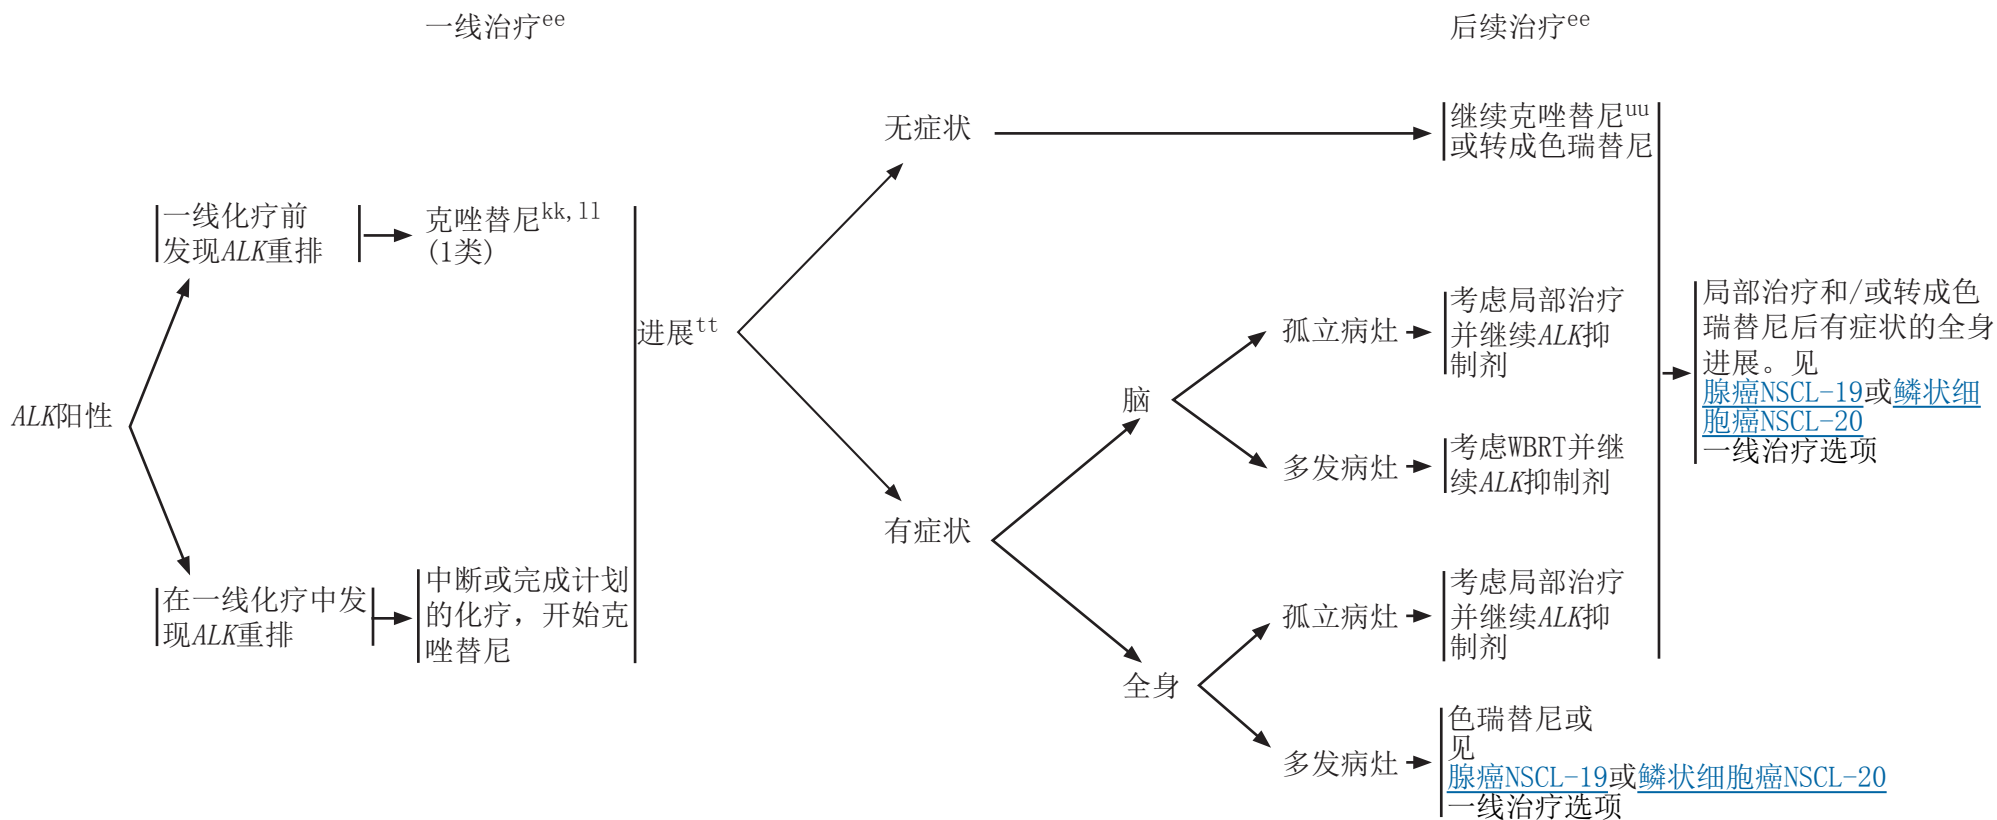 一线治疗ee
后续治疗ee
ALK阳性
一线化疗前
发现ALK重排
克唑替尼kk,ll
(1类)
在一线化疗中发
现ALK重排
中断或完成计划
的化疗，开始克
唑替尼
进展tt
无症状
继续克唑替尼uu
或转成色瑞替尼
有症状
脑
孤立病灶
考虑局部治疗
并继续ALK抑
制剂
多发病灶
考虑WBRT并继
续ALK抑制剂
全身
孤立病灶
考虑局部治疗
并继续ALK抑
制剂
多发病灶
色瑞替尼或
见
腺癌NSCL-19或鳞状细胞癌NSCL-20
一线治疗选项
局部治疗和/或转成色
瑞替尼后有症状的全身
进展。见
腺癌NSCL-19或鳞状细
胞癌NSCL-20
一线治疗选项